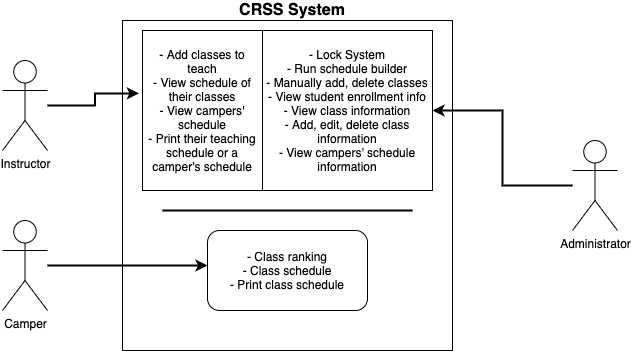 CRSS System
- Add classes to
teach
- View schedule of
their classes
- View campers'
schedule
- Print their teaching
schedule or a
camper's schedule
- Lock System
- Run schedule builder
- Manually add, delete classes
- View student enrollment info
- View class information
- Add, edit, delete class
information
- View campers' schedule
information
Instructor
Administrator
- Class ranking
- Class schedule
- Print class schedule
Camper